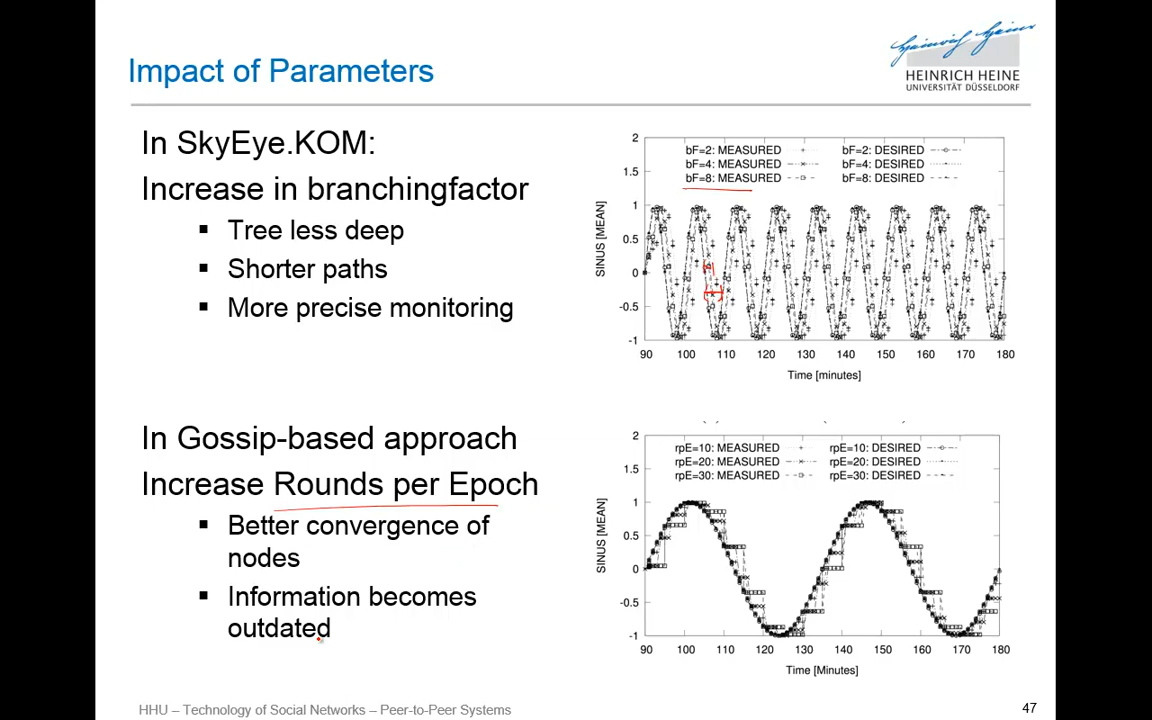 Impact of Parameters
Heinrich Heine
HEINRICH HEINE
UNIVERSITÄT DÜSSELDORF
In SkyEye.KOM:
Increase in branchingfactor
▪ Tree less deep
▪ Shorter paths
▪ More precise monitoring
2
1.5
1
0.5
0
-0.5
-1
SINUS [MEAN]
bF=2: MEASURED
bF=4: MEASURED
bF=8: MEASURED
bF=2: DESIRED
bF=4: DESIRED
bF=8: DESIRED
90 100 110 120 130 140 150 160 170 180
Time [minutes]
In Gossip-based approach
Increase Rounds per Epoch
▪ Better convergence of
nodes
▪ Information becomes
outdated
2
1.5
1
0.5
0
-0.5
-1
SINUS [MEAN]
rpE=10: MEASURED
rpE=20: MEASURED
rpE=30: MEASURED
rpE=10: DESIRED
rpE=20: DESIRED
rpE=30: DESIRED
90 100 110 120 130 140 150 160 170 180
Time [Minutes]
HHU – Technology of Social Networks – Peer-to-Peer Systems
47